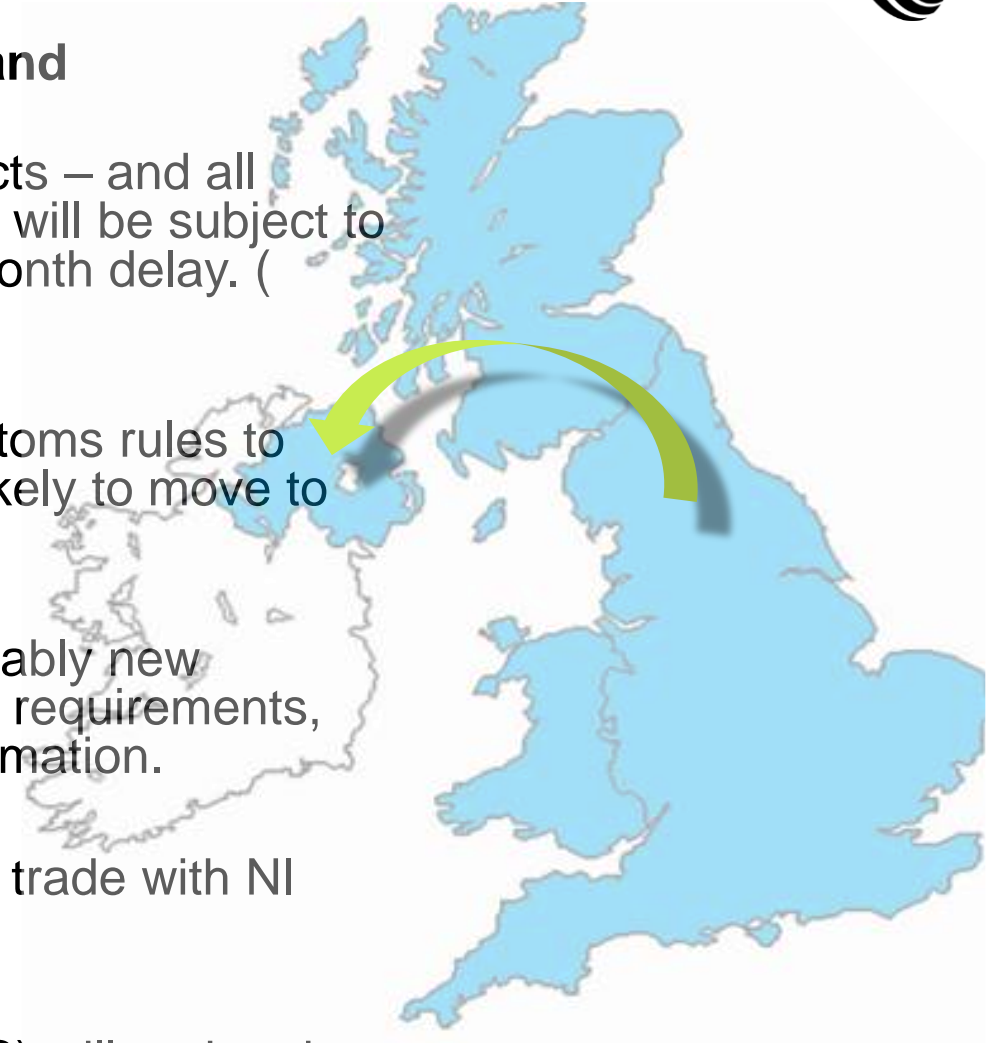 and
cts – and all
will be subject to
onth delay. (
toms rules to
kely to move to
ably new
requirements,
mation.
trade with NI